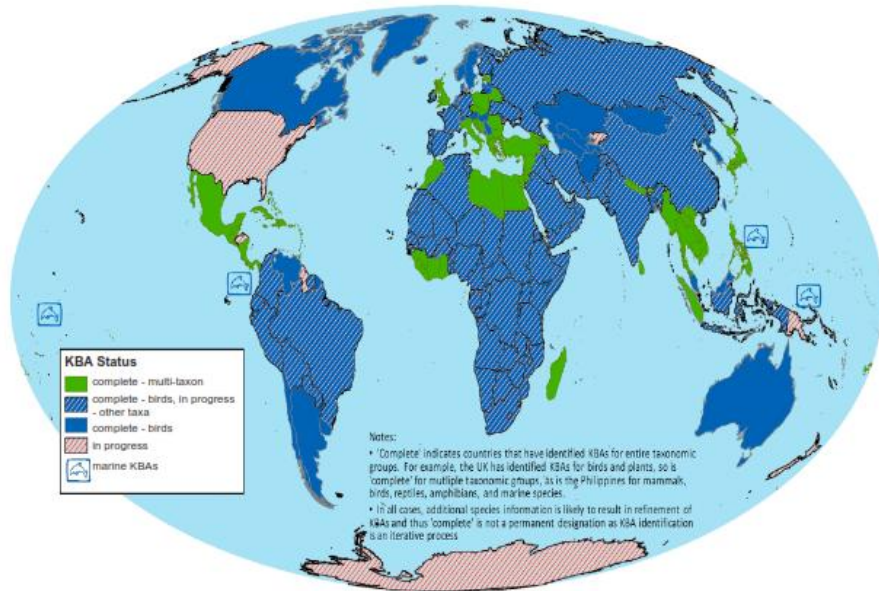 KBA Status
complete - multi-taxon
complete - birds, in progress
- other taxa
complete - birds
in progress
marine KBAs
Notes:
• 'Complete' indicates countries that have identified KBAs for entire taxonomic
groups. For example, the UK has identified KBAs for birds and plants, so is
'complete' for mutliple taxonomic groups, as is the Philippines for mammals,
birds, reptiles, amphibians, and marine species.
• In all cases, additional species information is likely to result in refinement of
KBAs and thus 'complete' is not a permanent designation as KBA identification
is an iterative process